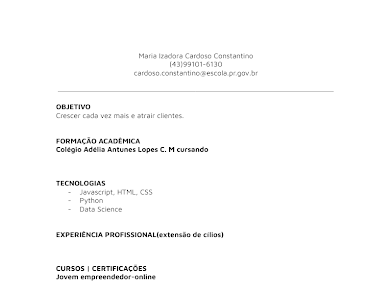 Maria Izadora Cardoso Constantino
(43)99101-6130
cardoso.constantino@escola.pr.gov.br
OBJETIVO
Crescer cada vez mais e atrair clientes.
FORMAÇÃO ACADÊMICA
Colégio Adélia Antunes Lopes C. M cursando
TECNOLOGIAS
- Javascript, HTML, CSS
- Python
- Data Science
EXPERIÊNCIA PROFISSIONAL(extensão de cílios)
CURSOS | CERTIFICAÇÕES
Jovem empreendedor-online